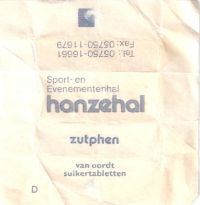 Tel.: 05750-16661
Fax: 05750-11679
Sport- en
Evenementenhal
hanzehal
zutphen
van oordt
suikertabletten
D